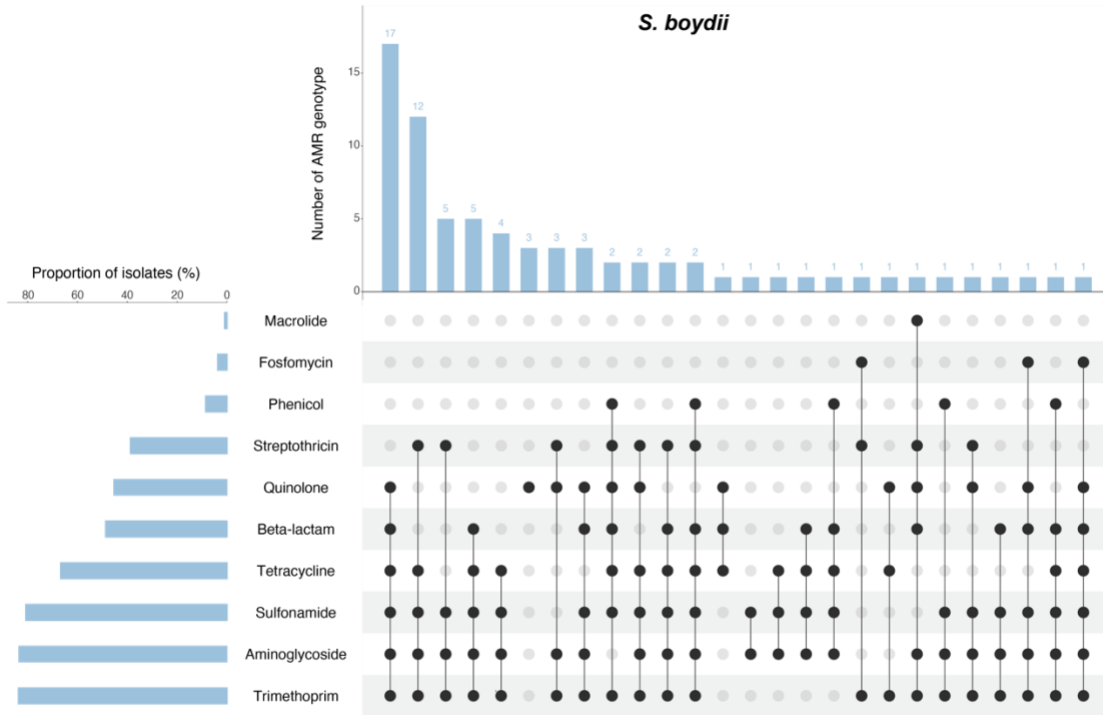 S. boydii
Number of AMR genotype
17
12
5
5
4
3
3
3
2
2
2
2
1
1
1
1
1
1
1
1
1
1
1
1
1
1
15
10
5
0
Proportion of isolates (%)
80
60
40
20
0
Macrolide
Fosfomycin
Phenicol
Streptothricin
Quinolone
Beta-lactam
Tetracycline
Sulfonamide
Aminoglycoside
Trimethoprim